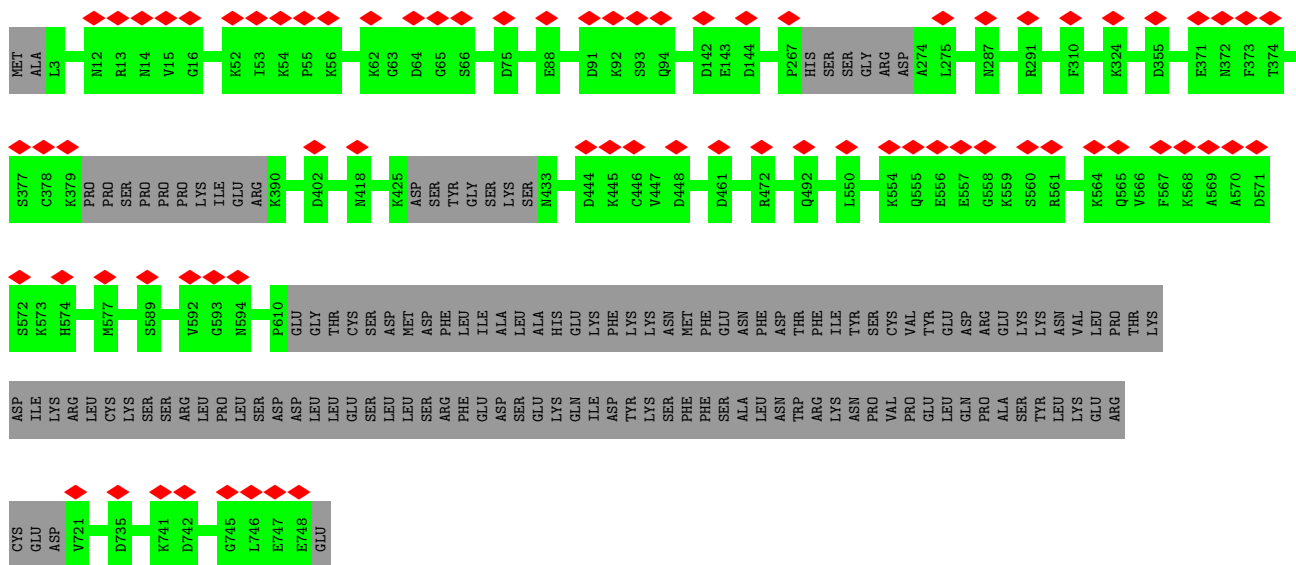 MET ALA L3 N12 R13 N14 V15 G16 K52 I53 K54 P55 K56 K62 G63 D64 G65 S66 D75 E88 D91 K92 S93 Q94 D142 E143 D144 P267 HIS SER SER GLY ARG ASP A274 L275 N287 R291 F310 K324 D355 E371 N372 F373 T374
S377 C378 K379 PRO PRO SER PRO PRO PRO LYS ILE GLU ARG K390 D402 N418 K425 ASP SER TYR GLY SER LYS SER N433 D444 K445 C446 V447 D448 D461 R472 Q492 L550 K554 Q555 E556 E557 G558 K559 S560 R561 K564 Q565 V566 F567 K568 A569 A570 D571
S572 K573 H574 M577 S589 V592 G593 N594 P610 GLU GLY THR CYS SER ASP MET ASP PHE LEU ILE ALA LEU ALA HIS GLU LYS PHE LYS LYS ASN MET PHE GLU ASN PHE ASP THR PHE ILE TYR SER CYS VAL TYR GLU ASP ARG GLU LYS LYS ASN VAL LEU PRO THR LYS
ASP ILE LYS ARG LEU CYS LYS SER SER ARG LEU PRO LEU SER ASP ASP LEU LEU GLU SER LEU LEU SER ARG PHE GLU ASP SER GLU LYS GLN ILE ASP TYR LYS SER PHE PHE SER ALA LEU ASN TRP ARG LYS ASN PRO VAL PRO GLU LEU GLN PRO ALA SER TYR LEU LYS GLU ARG
CYS GLU ASP V721 D735 K741 D742 G745 L746 E747 E748 GLU